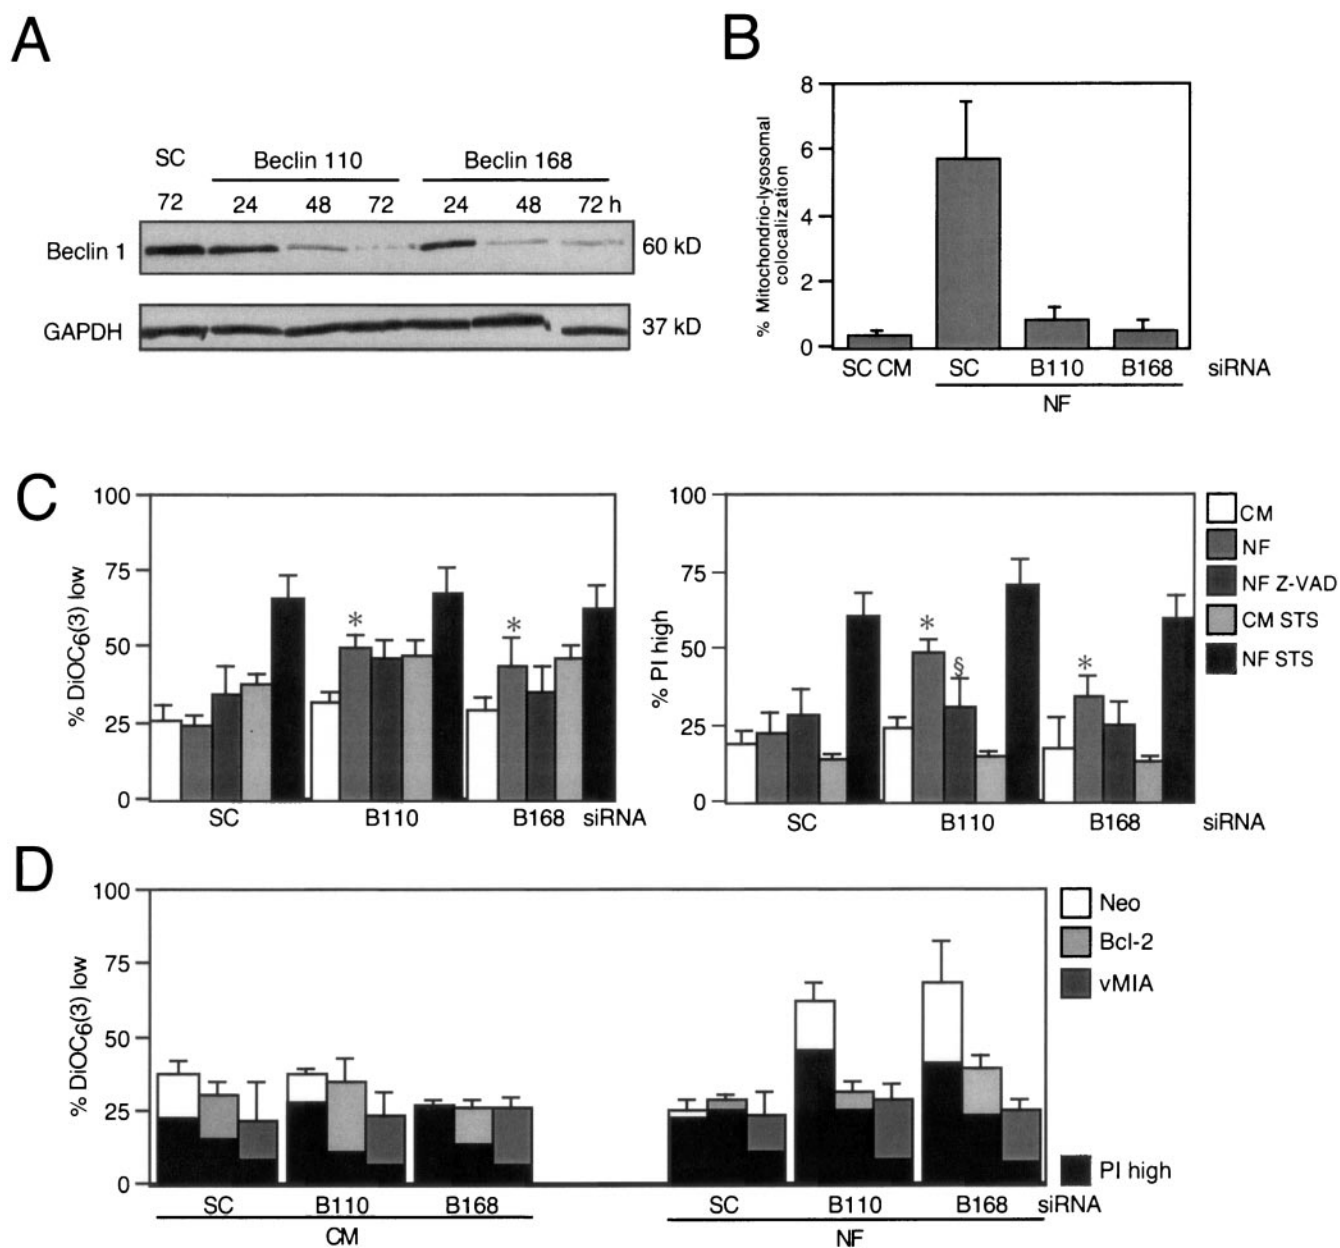 A
SC Beclin 110 Beclin 168
72 24 48 72 24 48 72 h
Beclin 1 60 kD
GAPDH 37 kD
B
% Mitochondrio-lysosomal
colocalization
8
6
4
2
0
SC CM SC B110 B168 siRNA
NF
C
% DiOC6(3) low
100
75
50
25
0
* *
SC B110 B168 siRNA
% PI high
100
75
50
25
0
* § *
SC B110 B168 siRNA
CM
NF
NF Z-VAD
CM STS
NF STS
D
% DiOC6(3) low
100
75
50
25
0
SC B110 B168 SC B110 B168 siRNA
CM NF
Neo
Bcl-2
vMIA
PI high